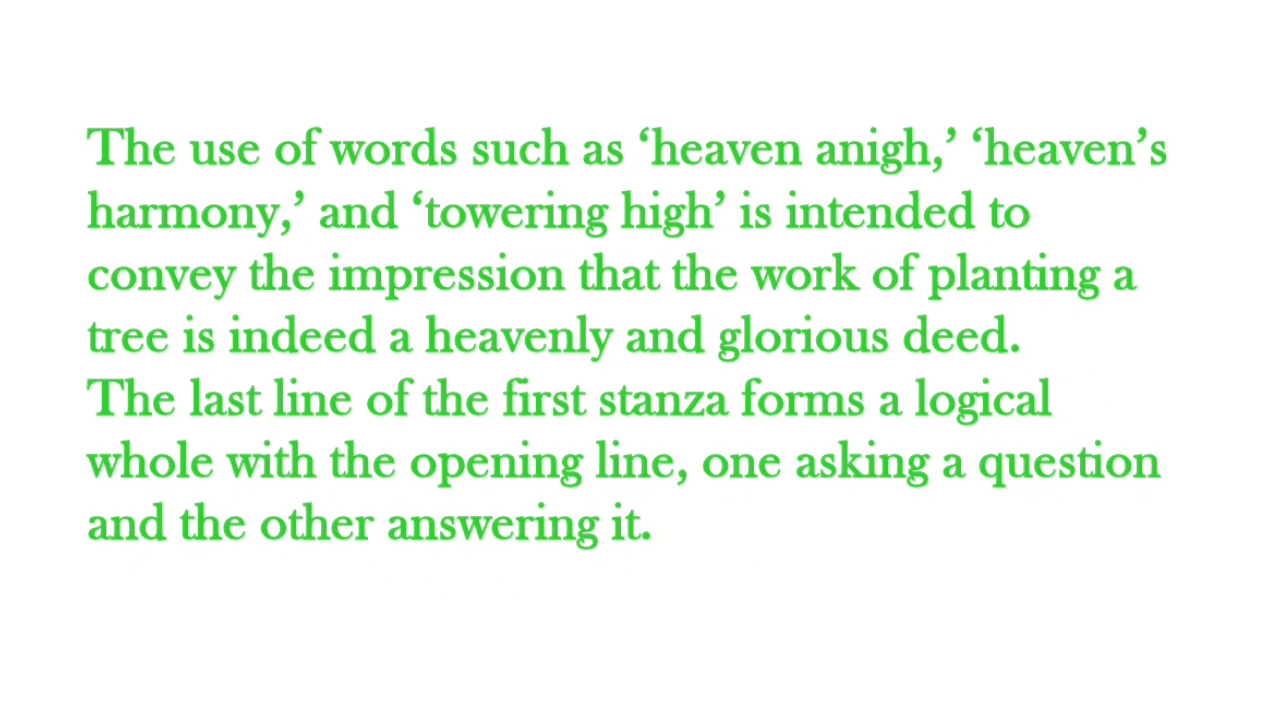 The use of words such as ‘heaven anigh,’ ‘heaven’s
harmony,’ and ‘towering high’ is intended to
convey the impression that the work of planting a
tree is indeed a heavenly and glorious deed.
The last line of the first stanza forms a logical
whole with the opening line, one asking a question
and the other answering it.